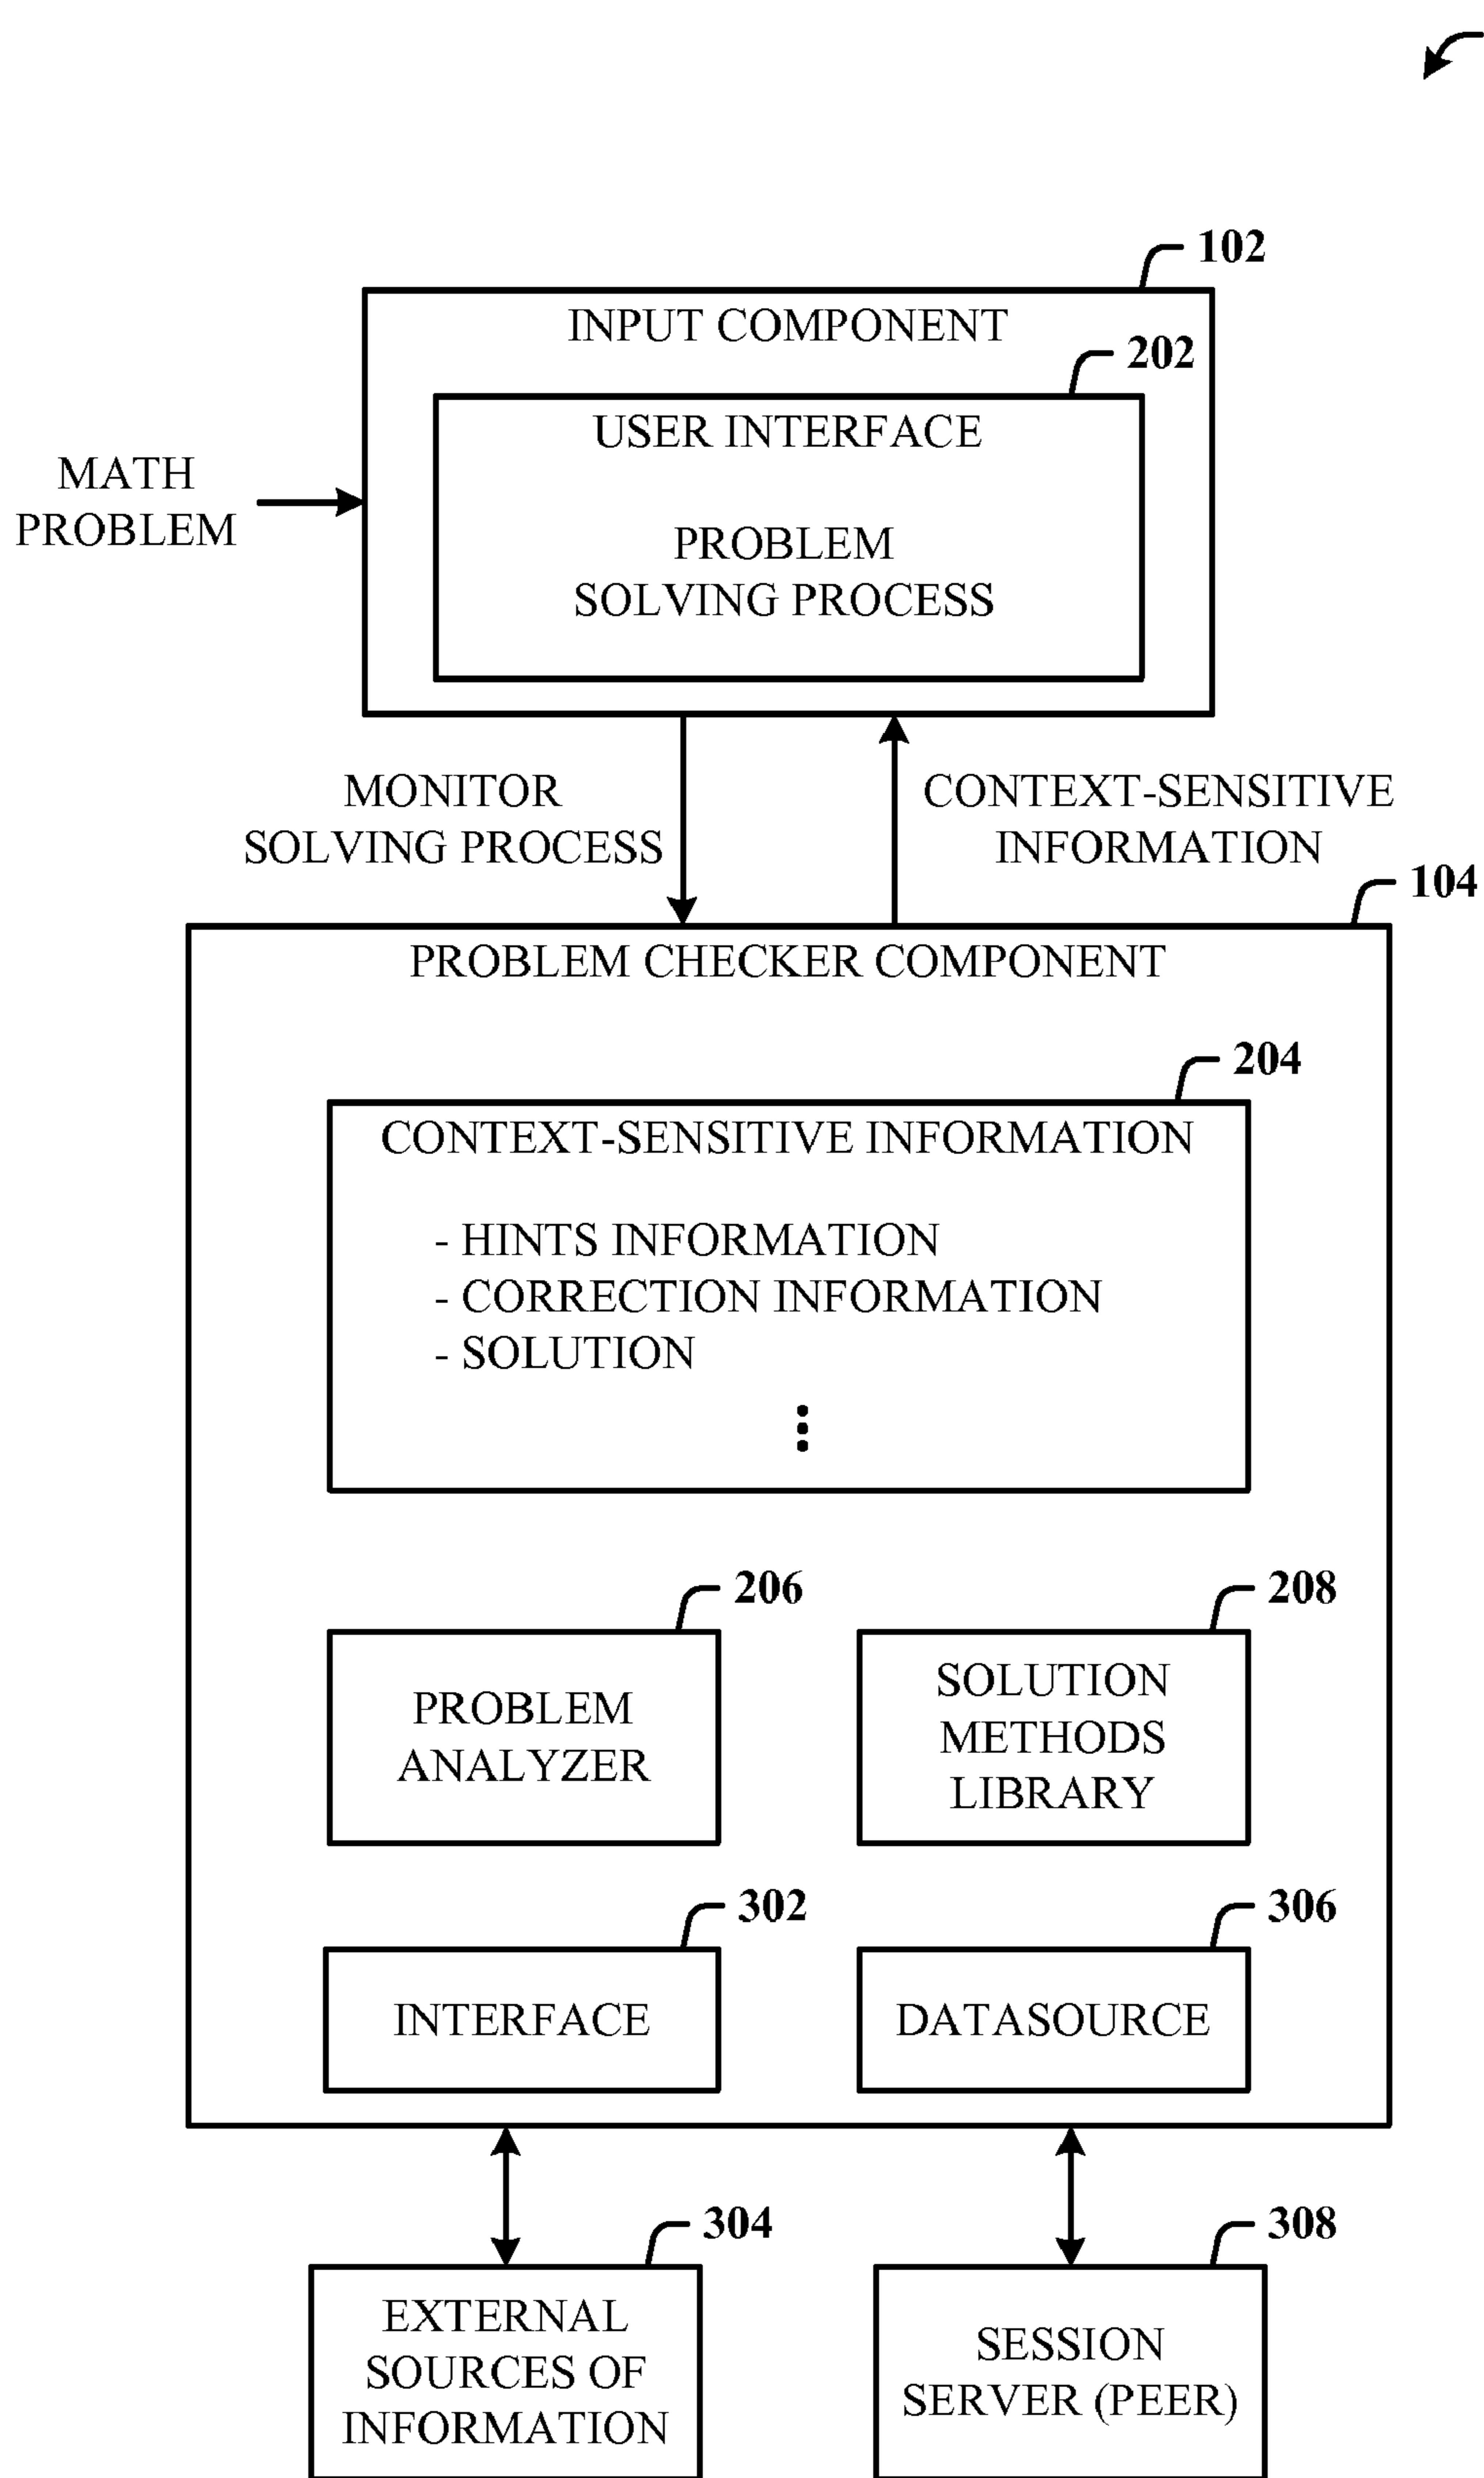 102
INPUT COMPONENT
202
USER INTERFACE
PROBLEM
SOLVING PROCESS
MATH
PROBLEM
MONITOR
SOLVING PROCESS
CONTEXT-SENSITIVE
INFORMATION
104
PROBLEM CHECKER COMPONENT
204
CONTEXT-SENSITIVE INFORMATION
- HINTS INFORMATION
- CORRECTION INFORMATION
- SOLUTION
206
PROBLEM
ANALYZER
208
SOLUTION
METHODS
LIBRARY
302
INTERFACE
306
DATASOURCE
304
EXTERNAL
SOURCES OF
INFORMATION
308
SESSION
SERVER (PEER)